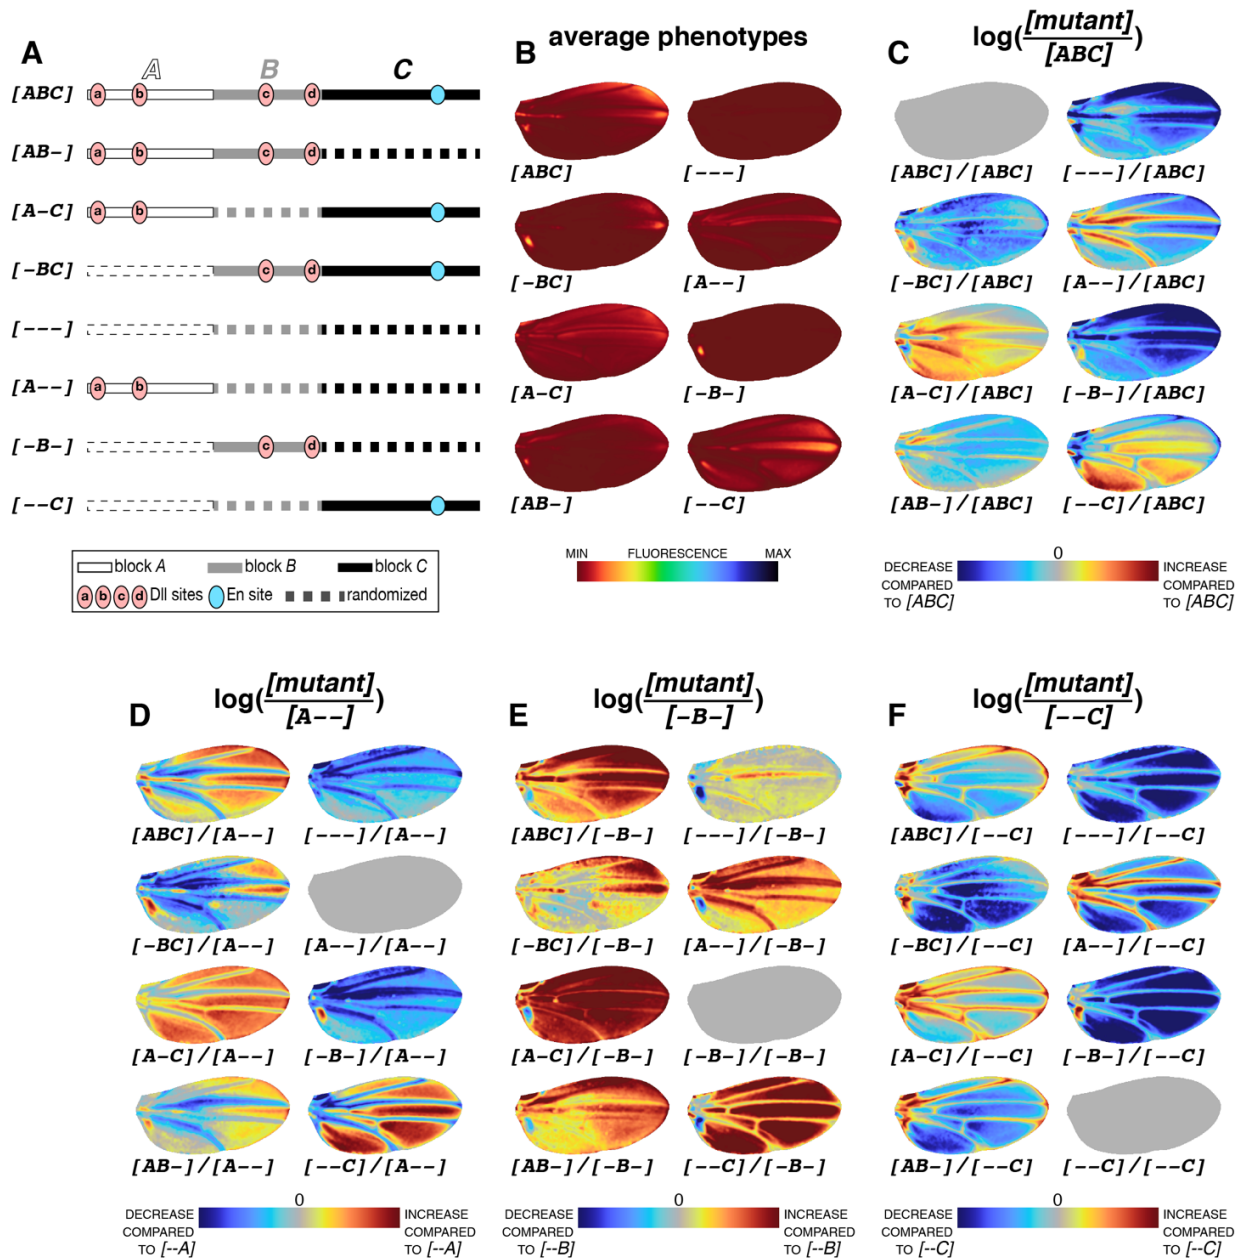 A
A B C
[ABC] a b c d
[AB-] a b c d
[A-C] a b
[-BC] c d
[---]
[A--] a b
[-B-] c d
[--C]
block A block B block C
a b c d Dll sites En site randomized
B average phenotypes
[ABC] [---]
[-BC] [A--]
[A-C] [-B-]
[AB-] [--C]
MIN FLUORESCENCE MAX
C log([mutant]/[ABC])
[ABC]/[ABC] [---]/[ABC]
[-BC]/[ABC] [A--]/[ABC]
[A-C]/[ABC] [-B-]/[ABC]
[AB-]/[ABC] [--C]/[ABC]
0
DECREASE INCREASE
COMPARED COMPARED
TO [ABC] TO [ABC]
D log([mutant]/[A--])
[ABC]/[A--] [---]/[A--]
[-BC]/[A--] [A--]/[A--]
[A-C]/[A--] [-B-]/[A--]
[AB-]/[A--] [--C]/[A--]
0
DECREASE INCREASE
COMPARED COMPARED
TO [--A] TO [--A]
E log([mutant]/[-B-])
[ABC]/[-B-] [---]/[-B-]
[-BC]/[-B-] [A--]/[-B-]
[A-C]/[-B-] [-B-]/[-B-]
[AB-]/[-B-] [--C]/[-B-]
0
DECREASE INCREASE
COMPARED COMPARED
TO [--B] TO [--B]
F log([mutant]/[--C])
[ABC]/[--C] [---]/[--C]
[-BC]/[--C] [A--]/[--C]
[A-C]/[--C] [-B-]/[--C]
[AB-]/[--C] [--C]/[--C]
0
DECREASE INCREASE
COMPARED COMPARED
TO [--C] TO [--C]